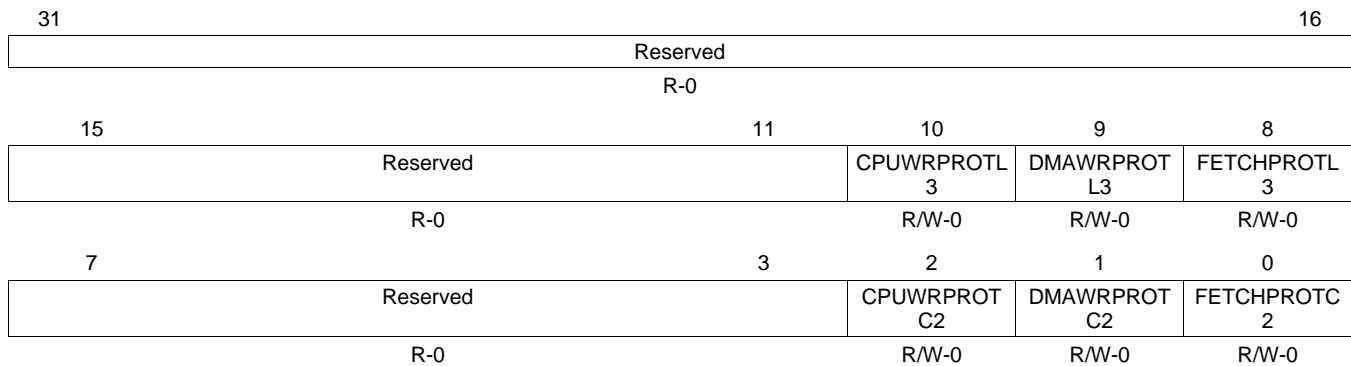 31 16
Reserved
R-0
15 11 10 9 8
Reserved CPUWRPROTL DMAWRPROT FETCHPROTL
3 L3 3
R-0 R/W-0 R/W-0 R/W-0
7 3 2 1 0
Reserved CPUWRPROT DMAWRPROT FETCHPROTC
C2 C2 2
R-0 R/W-0 R/W-0 R/W-0